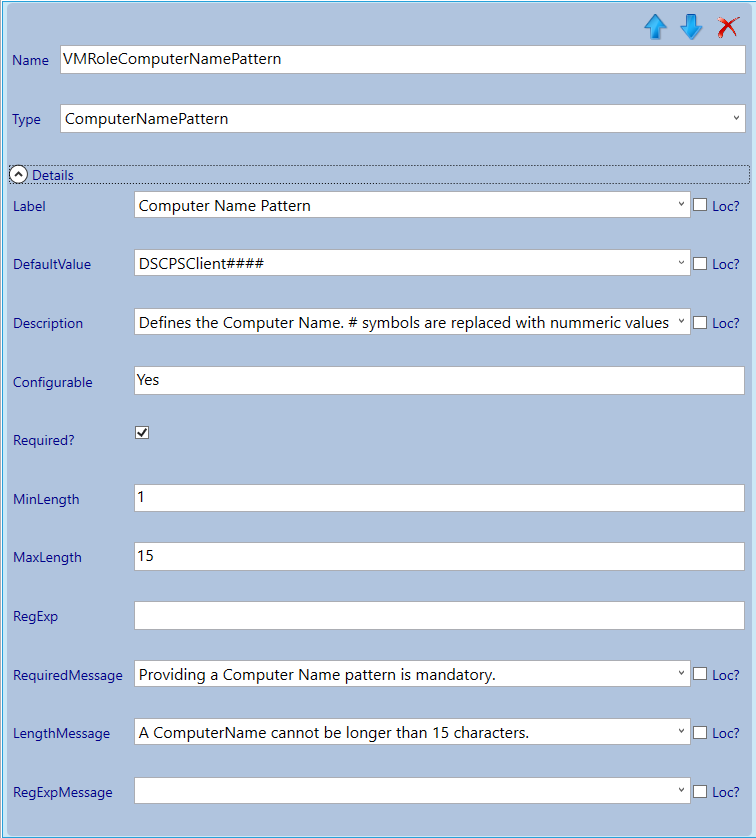 Name VMRoleComputerNamePattern
Type ComputerNamePattern
Details
Label Computer Name Pattern Loc?
DefaultValue DSCPSClient#### Loc?
Description Defines the Computer Name. # symbols are replaced with nummeric values Loc?
Configurable Yes
Required?
MinLength 1
MaxLength 15
RegExp
RequiredMessage Providing a Computer Name pattern is mandatory. Loc?
LengthMessage A ComputerName cannot be longer than 15 characters. Loc?
RegExpMessage Loc?